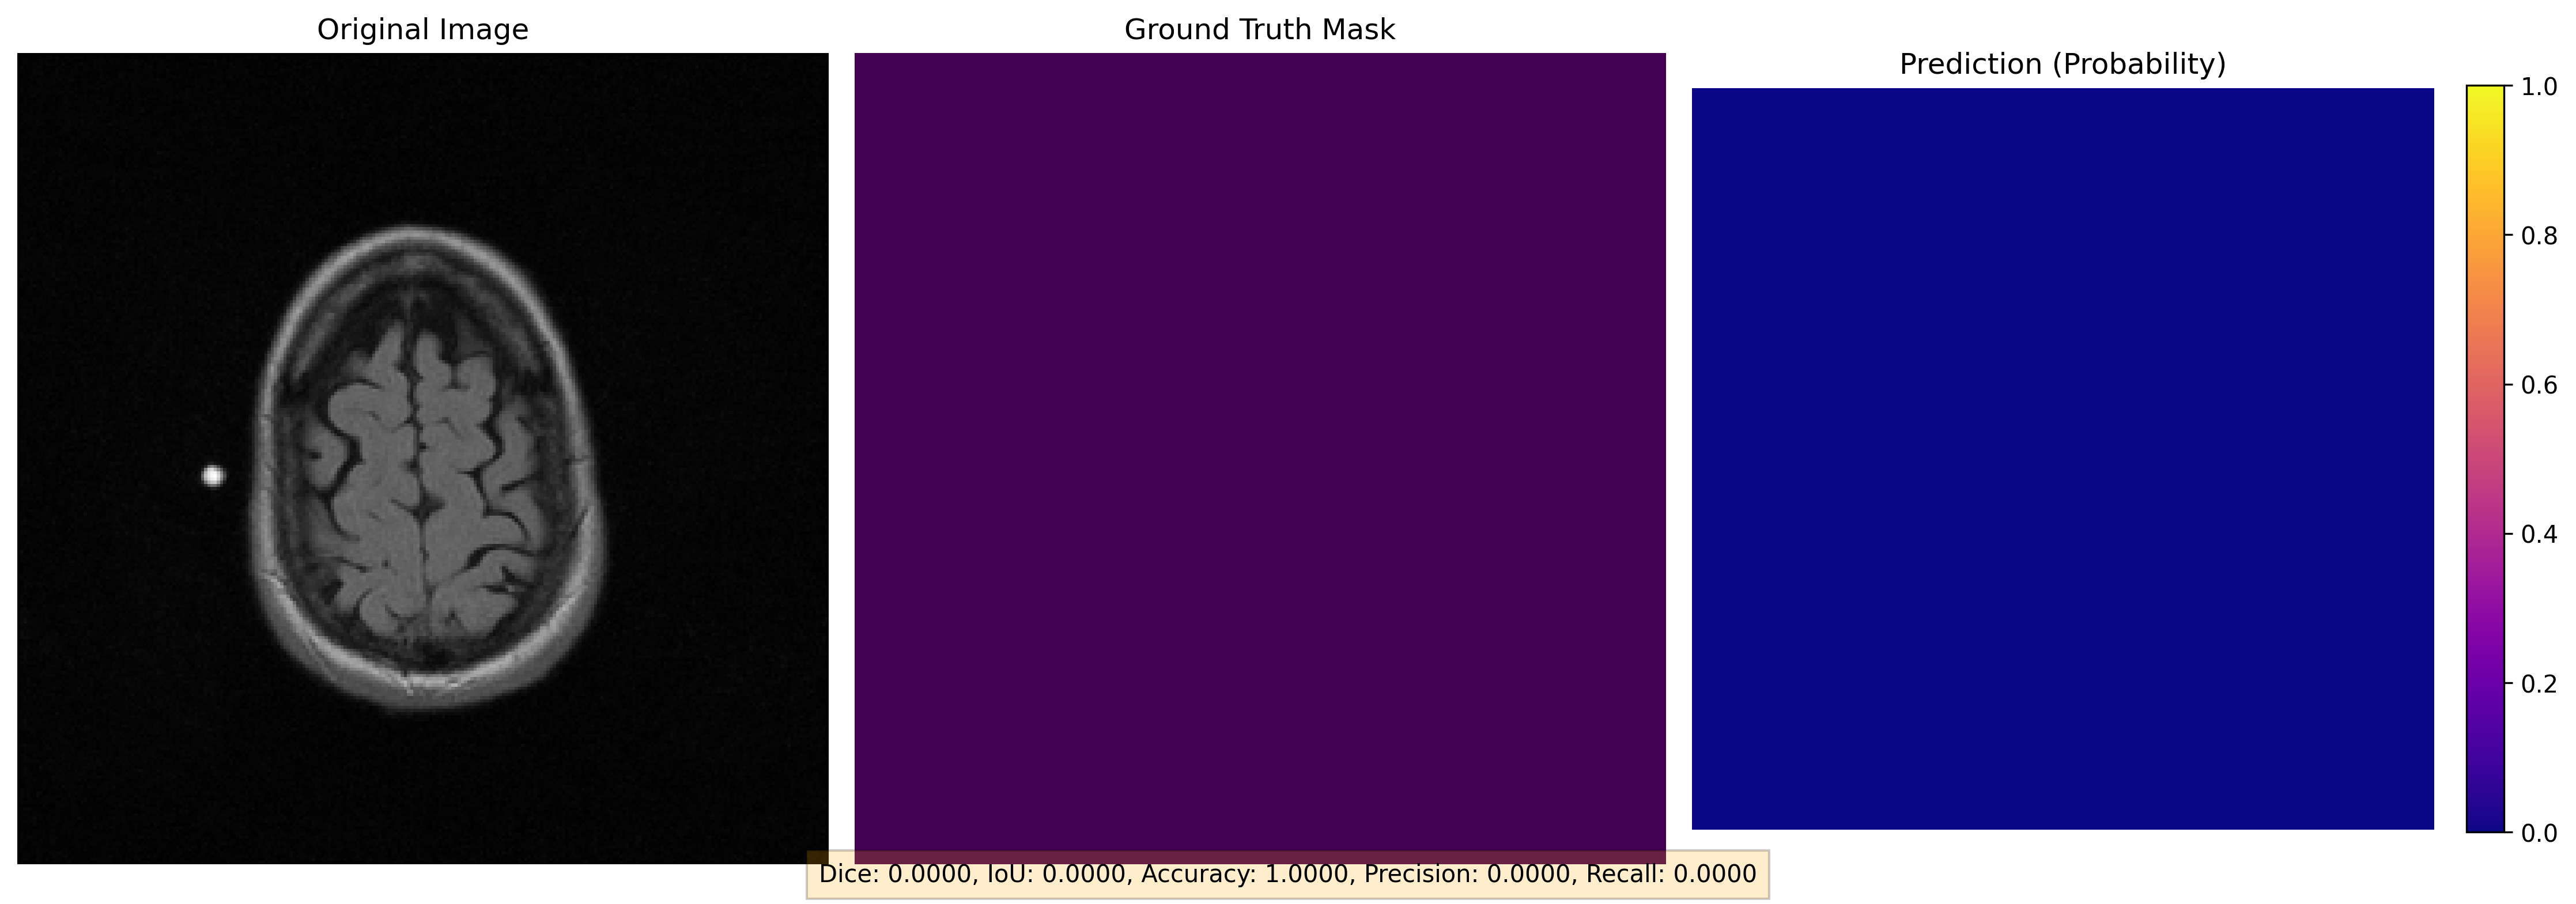 Original Image
Ground Truth Mask
Prediction (Probability)
1.0
0.8
0.6
0.4
0.2
0.0
Dice: 0.0000, IoU: 0.0000, Accuracy: 1.0000, Precision: 0.0000, Recall: 0.0000